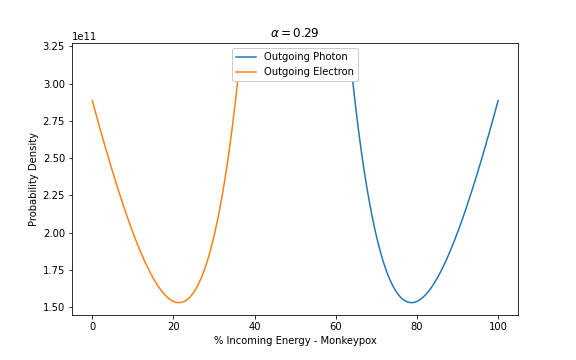 α = 0.29
1e11
3.25
3.00
2.75
2.50
2.25
2.00
1.75
1.50
Probability Density
Outgoing Photon
Outgoing Electron
0 20 40 60 80 100
% Incoming Energy - Monkeypox